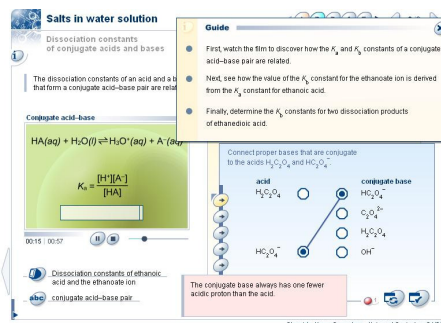 Salts in water solution
Dissociation constants
of conjugate acids and bases
The dissociation constants of an acid and a b
that form a conjugate acid–base pair are relat
Guide
First, watch the film to discover how the Kₐ and K_b constants of a conjugate
acid–base pair are related.
Next, see how the value of the K_b constant for the ethanoate ion is derived
from the Kₐ constant for ethanoic acid.
Finally, determine the K_b constants for two dissociation products
of ethanedioic acid.
Conjugate acid–base
HA(aq) + H₂O(l) ⇌ H₃O⁺(aq) + A⁻(aq)
Kₐ = [H⁺][A⁻]
[HA]
00:15 | 00:57
Dissociation constants of ethanoic
acid and the ethanoate ion
abc conjugate acid–base pair
Connect proper bases that are conjugate
to the acids H₂C₂O₄ and HC₂O₄⁻.
acid conjugate base
H₂C₂O₄ HC₂O₄⁻
C₂O₄²⁻
H₂C₂O₄
HC₂O₄⁻ OH⁻
The conjugate base always has one fewer
acidic proton than the acid.
1